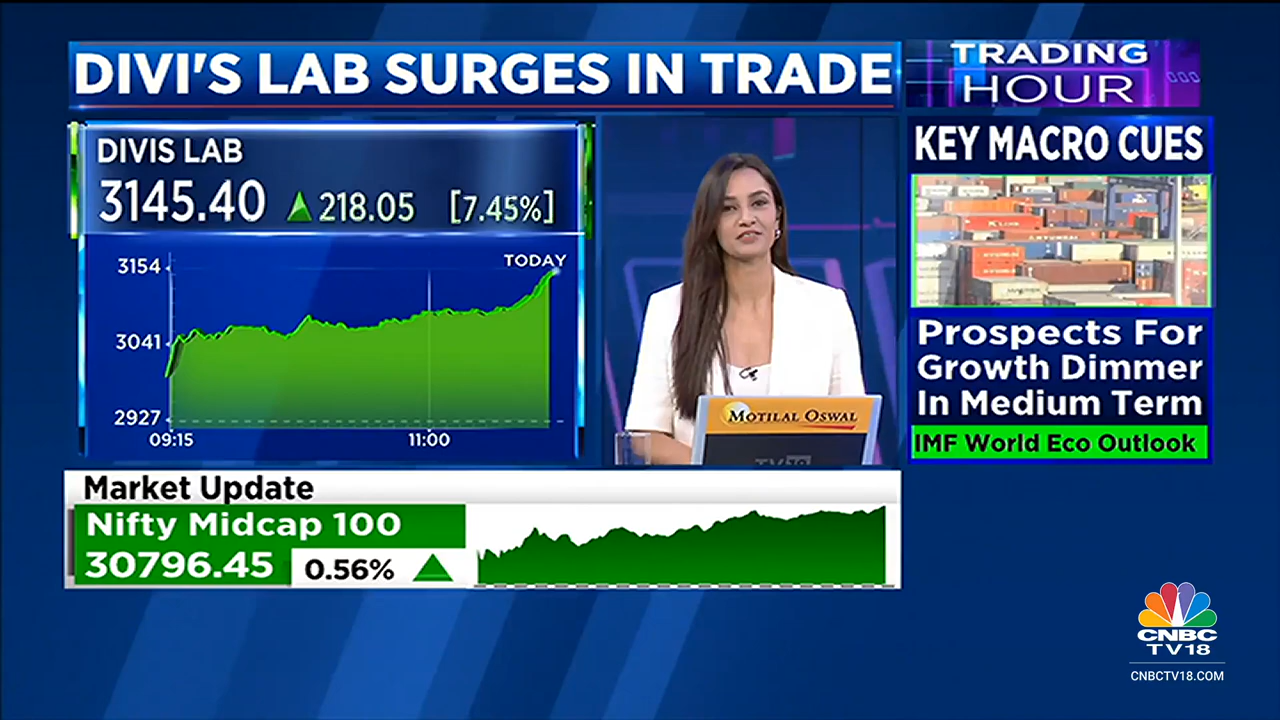 DIVI'S LAB SURGES IN TRADE
TRADING
HOUR
DIVIS LAB
3145.40 ▲ 218.05 [7.45%]
TODAY
3154
3041
2927
09:15 11:00
MOTILAL OSWAL
TV18
KEY MACRO CUES
Prospects For
Growth Dimmer
In Medium Term
IMF World Eco Outlook
Market Update
Nifty Midcap 100
30796.45 0.56% ▲
CNBC
TV18
CNBCTV18.COM